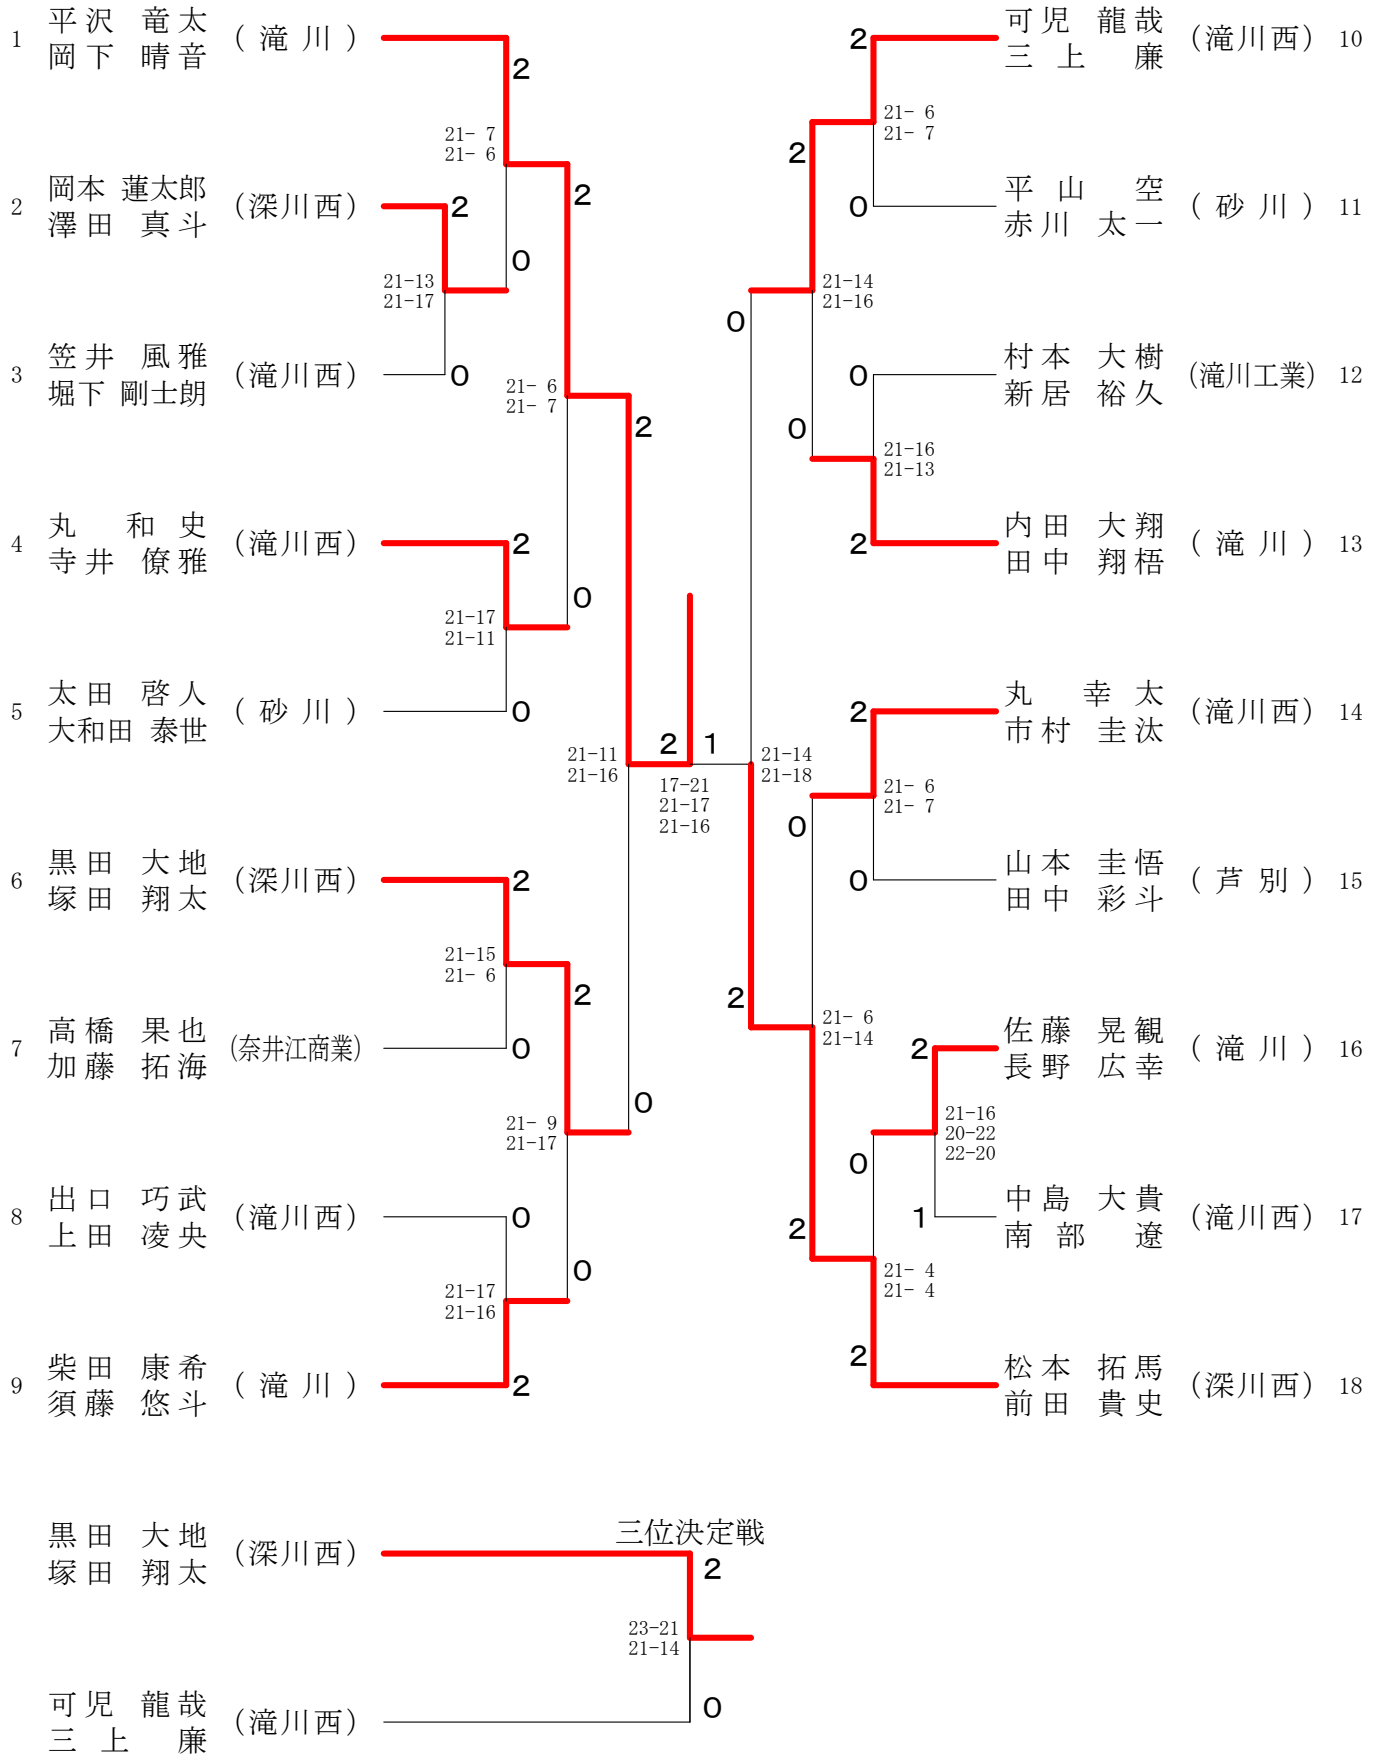 1 平沢 竜太 (滝川)
岡下 晴音
2
21- 7
21- 6
2 岡本 蓮太郎 (深川西) 2
澤田 真斗
2
0
21-13
21-17
3 笠井 風雅 (滝川西) 0
堀下 剛士朗
21- 6
21- 7
2
4 丸 和史 (滝川西) 2
寺井 僚雅
0
21-17
21-11
5 太田 啓人 (砂川) 0
大和田 泰世
21-11
21-16
2 1
17-21
21-17
21-16
6 黒田 大地 (深川西) 2
塚田 翔太
21-15
21- 6
2
7 高橋 果也 (奈井江商業) 0
加藤 拓海
0
21- 9
21-17
8 出口 巧武 (滝川西) 0
上田 凌央
0
21-17
21-16
9 柴田 康希 (滝川) 2
須藤 悠斗
2 可児 龍哉 (滝川西) 10
三上 廉
21- 6
21- 7
2
0 平山 空 (砂川) 11
赤川 太一
21-14
21-16
0
0 村本 大樹 (滝川工業) 12
新居 裕久
0
21-16
21-13
2 内田 大翔 (滝川) 13
田中 翔梧
2 丸 幸太 (滝川西) 14
市村 圭汰
21-14
21-18
21- 6
21- 7
0
0 山本 圭悟 (芦別) 15
田中 彩斗
2
21- 6
21-14
2 佐藤 晃観 (滝川) 16
長野 広幸
21-16
20-22
22-20
0
1 中島 大貴 (滝川西) 17
南部 遼
2
21- 4
21- 4
2 松本 拓馬 (深川西) 18
前田 貴史
三位決定戦
黒田 大地 (深川西) 2
塚田 翔太
23-21
21-14
可児 龍哉 (滝川西) 0
三上 廉